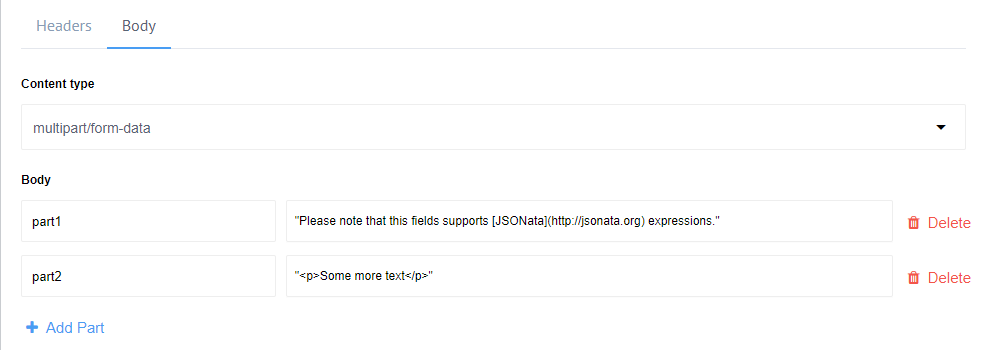 Headers Body
Content type
multipart/form-data
Body
part1 "Please note that this fields supports [JSONata](http://jsonata.org) expressions." Delete
part2 "<p>Some more text</p>" Delete
Add Part